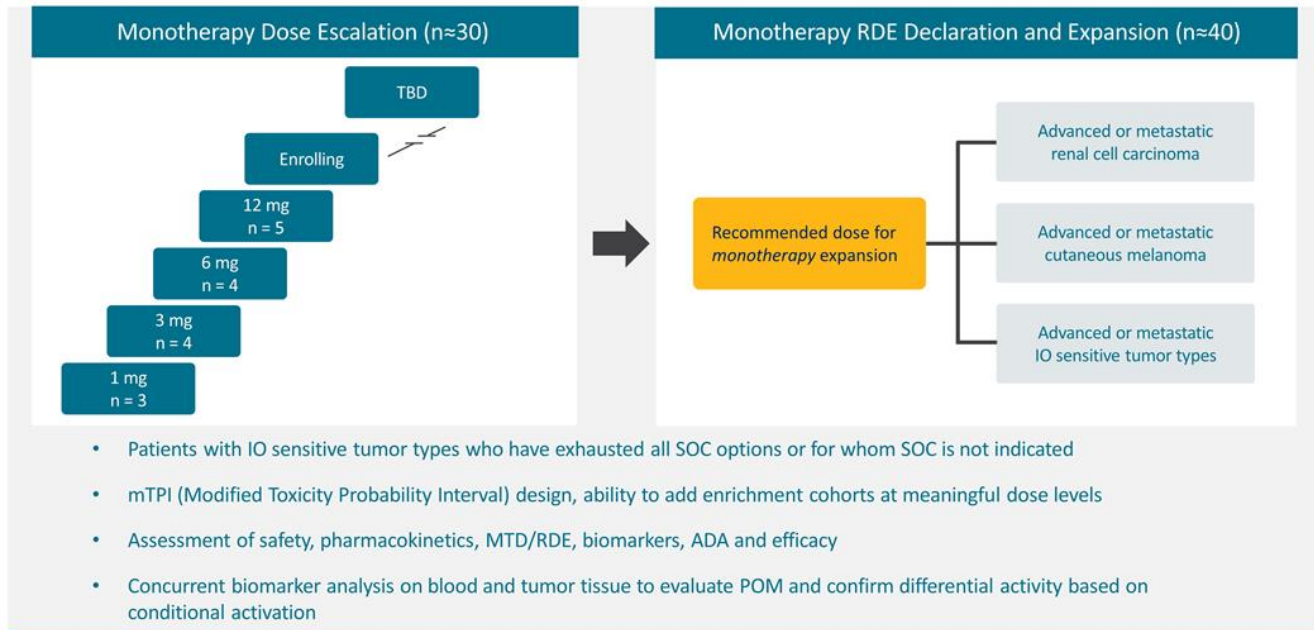 Monotherapy Dose Escalation (n≈30)
TBD
Enrolling
12 mg
n = 5
6 mg
n = 4
3 mg
n = 4
1 mg
n = 3
Monotherapy RDE Declaration and Expansion (n≈40)
Recommended dose for
monotherapy expansion
Advanced or metastatic
renal cell carcinoma
Advanced or metastatic
cutaneous melanoma
Advanced or metastatic
IO sensitive tumor types
• Patients with IO sensitive tumor types who have exhausted all SOC options or for whom SOC is not indicated
• mTPI (Modified Toxicity Probability Interval) design, ability to add enrichment cohorts at meaningful dose levels
• Assessment of safety, pharmacokinetics, MTD/RDE, biomarkers, ADA and efficacy
• Concurrent biomarker analysis on blood and tumor tissue to evaluate POM and confirm differential activity based on
conditional activation